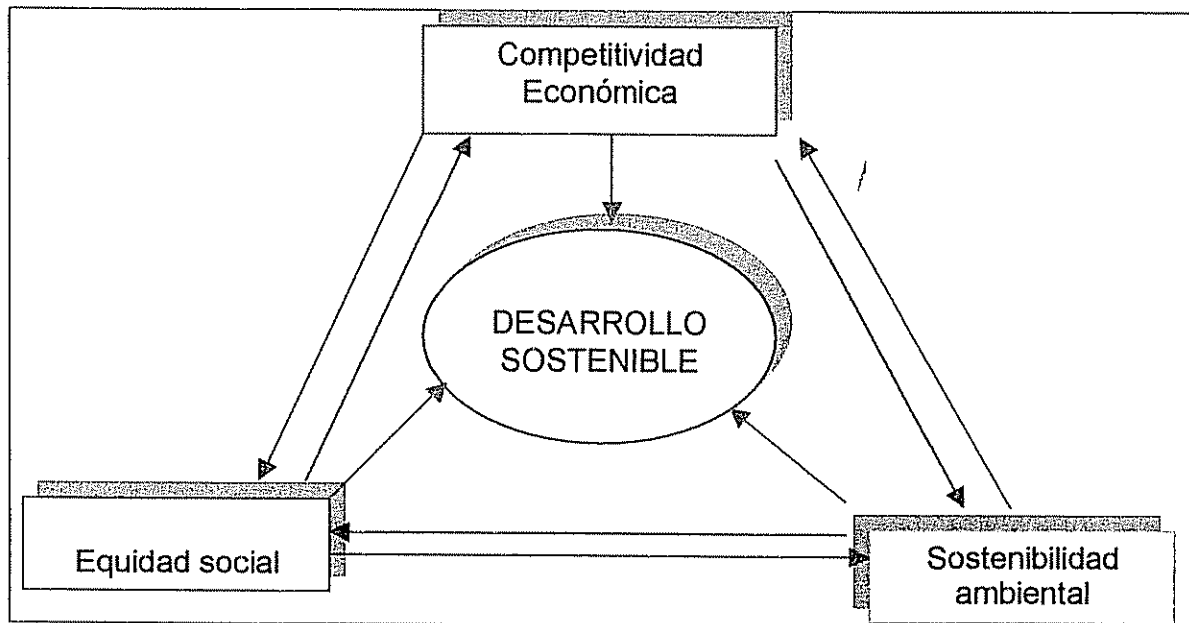 Competitividad
Económica
DESARROLLO
SOSTENIBLE
Equidad social
Sostenibilidad
ambiental